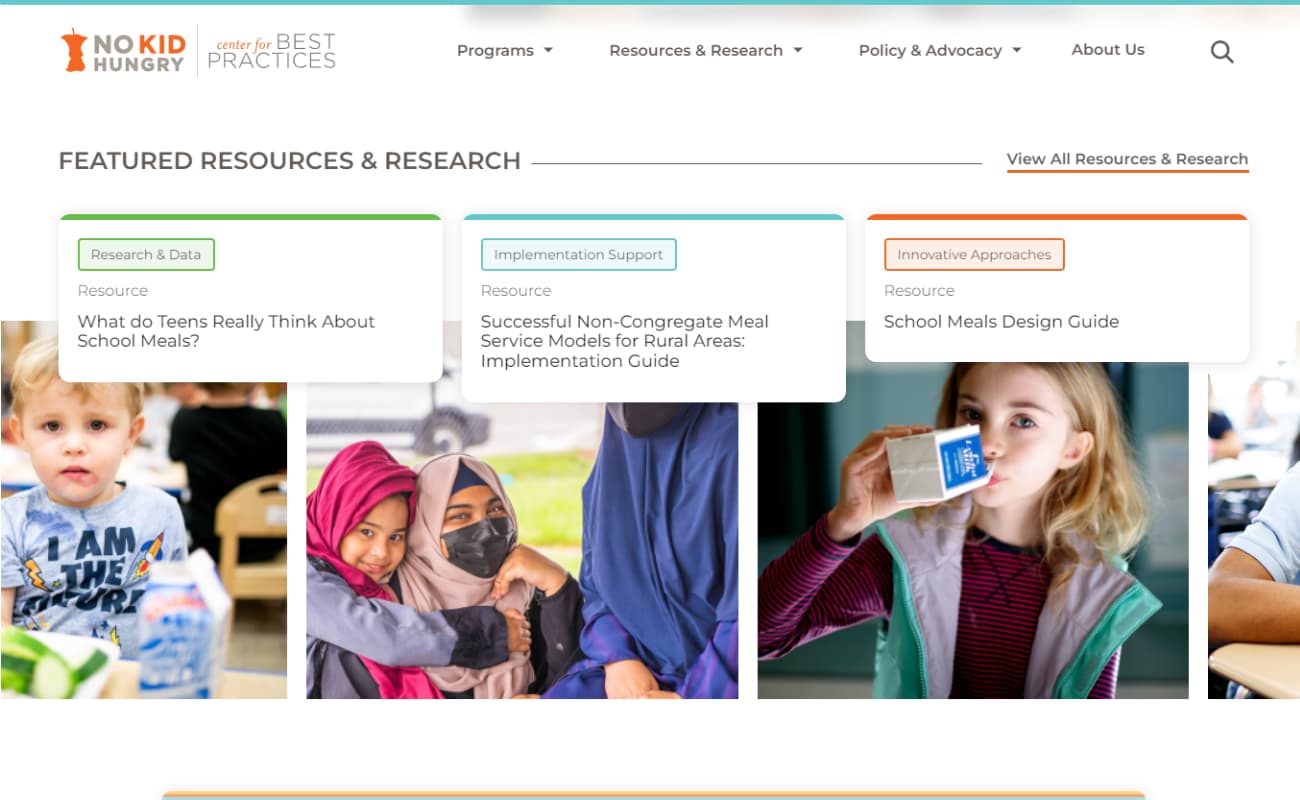 NO KID
HUNGRY
center for BEST
PRACTICES
Programs
Resources & Research
Policy & Advocacy
About Us
FEATURED RESOURCES & RESEARCH
View All Resources & Research
Research & Data
Resource
What do Teens Really Think About
School Meals?
Implementation Support
Resource
Successful Non-Congregate Meal
Service Models for Rural Areas:
Implementation Guide
Innovative Approaches
Resource
School Meals Design Guide
I AM
THE